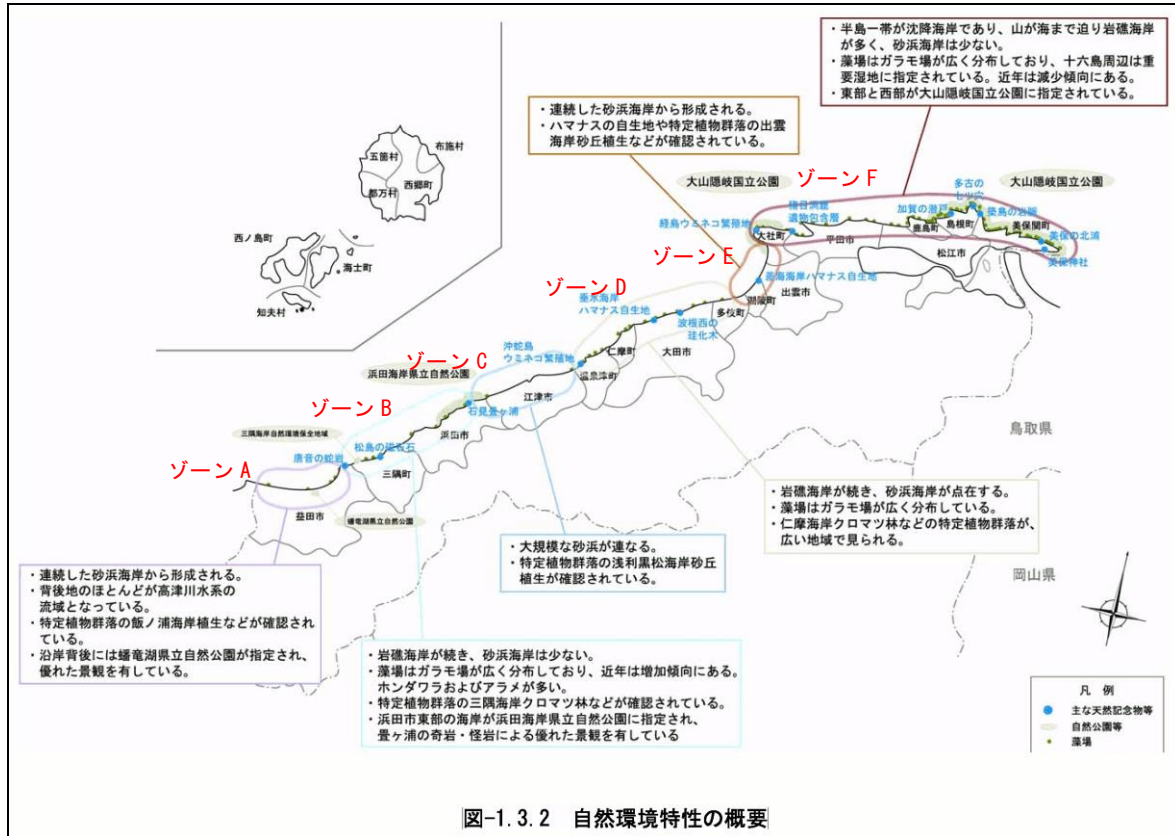 ・半島一帯が沈降海岸であり、山が海まで迫り岩礁海岸
が多く、砂浜海岸は少ない。
・藻場はガラモ場が広く分布しており、十六島周辺は重
要湿地に指定されている。近年は減少傾向にある。
・東部と西部が大山隠岐国立公園に指定されている。
・連続した砂浜海岸から形成される。
・ハマナスの自生地や特定植物群落の出雲
海岸砂丘植生などが確認されている。
布施村
五箇村
西郷町
都万村
西ノ島町
海士町
知夫村
大山隠岐国立公園
ゾーンF
多古の
七ツ穴
大山隠岐国立公園
加賀の潜戸
築島の岩脈
経島ウミネコ繁殖地
遺物包含層
大社町
平田市
鹿島町
島根町
美保関町
美保の北浦
美保神社
松江市
ゾーンE
差海海岸ハマナス自生地
湖陵町
出雲市
ゾーンD
垂水海岸
ハマナス自生地
多伎町
波根西の
珪化木
大田市
仁摩町
温泉津町
沖蛇島
ウミネコ繁殖地
ゾーンC
浜田海岸県立自然公園
石見畳ヶ浦
江津市
ゾーンB
三隅海岸自然環境保全地域
松島の磁石石
浜田市
唐音の蛇岩
三隅町
ゾーンA
益田市
蟠竜湖県立自然公園
鳥取県
岡山県
・岩礁海岸が続き、砂浜海岸が点在する。
・藻場はガラモ場が広く分布している。
・仁摩海岸クロマツ林などの特定植物群落が、
広い地域で見られる。
・大規模な砂浜が連なる。
・特定植物群落の浅利黒松海岸砂丘
植生が確認されている。
・連続した砂浜海岸から形成される。
・背後地のほとんどが高津川水系の
流域となっている。
・特定植物群落の飯ノ浦海岸植生などが確認され
ている。
・沿岸背後には蟠竜湖県立自然公園が指定され、
優れた景観を有している。
・岩礁海岸が続き、砂浜海岸は少ない。
・藻場はガラモ場が広く分布しており、近年は増加傾向にある。
ホンダワラおよびアラメが多い。
・特定植物群落の三隅海岸クロマツ林などが確認されている。
・浜田市東部の海岸が浜田海岸県立自然公園に指定され、
畳ヶ浦の奇岩・怪岩による優れた景観を有している
凡 例
主な天然記念物等
自然公園等
藻場
図-1.3.2 自然環境特性の概要